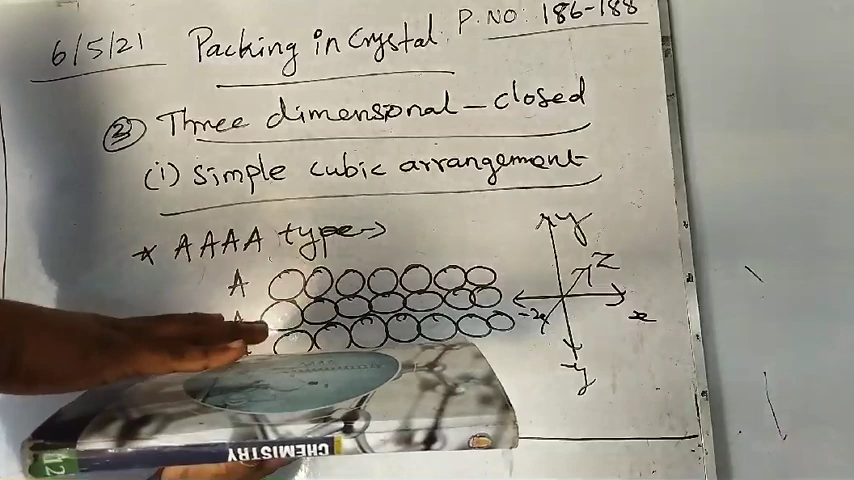 6/5/21 Packing in Crystal P.NO: 186-188
③ Three dimensional - closed
(i) Simple cubic arrangement
* AAAA type →
y
A
z
A
-x x
-y
CHEMISTRY
12